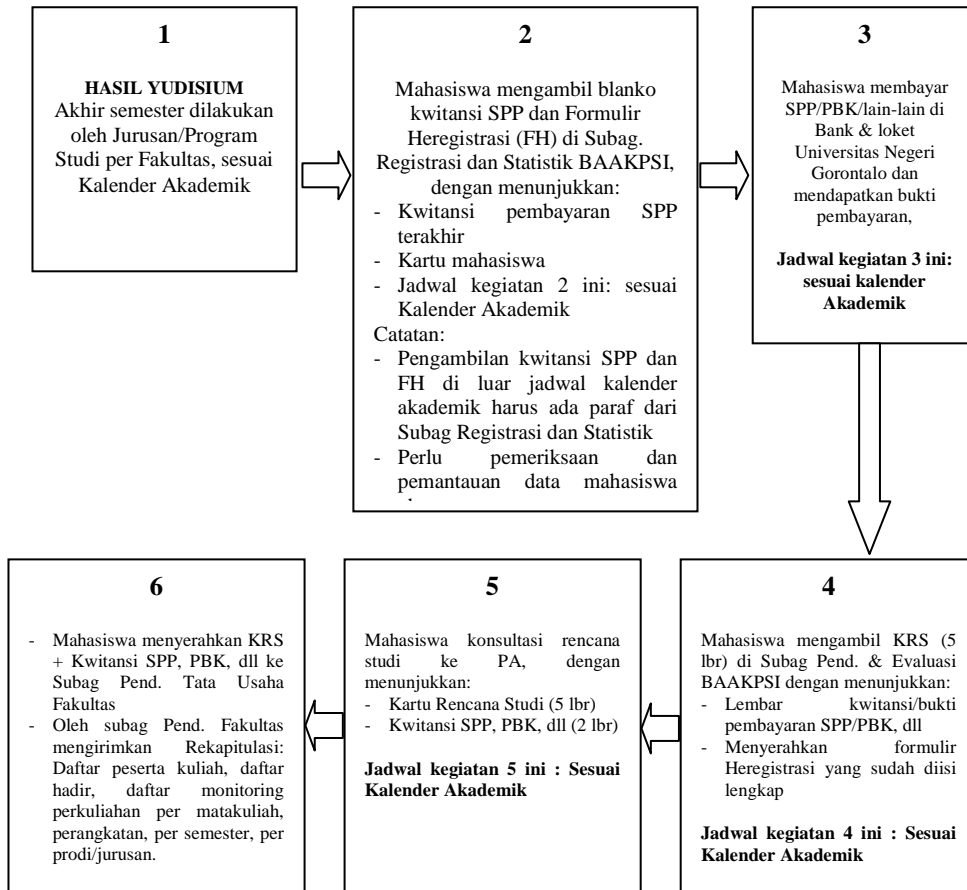 1
HASIL YUDISIUM
Akhir semester dilakukan
oleh Jurusan/Program
Studi per Fakultas, sesuai
Kalender Akademik
2
Mahasiswa mengambil blanko
kwitansi SPP dan Formulir
Heregistrasi (FH) di Subag.
Registrasi dan Statistik BAAKPSI,
dengan menunjukkan:
- Kwitansi pembayaran SPP
terakhir
- Kartu mahasiswa
- Jadwal kegiatan 2 ini: sesuai
Kalender Akademik
Catatan:
- Pengambilan kwitansi SPP dan
FH di luar jadwal kalender
akademik harus ada paraf dari
Subag Registrasi dan Statistik
- Perlu pemeriksaan dan
pemantauan data mahasiswa
3
Mahasiswa membayar
SPP/PBK/lain-lain di
Bank & loket
Universitas Negeri
Gorontalo dan
mendapatkan bukti
pembayaran,
Jadwal kegiatan 3 ini:
sesuai kalender
Akademik
4
Mahasiswa mengambil KRS (5
lbr) di Subag Pend. & Evaluasi
BAAKPSI dengan menunjukkan:
- Lembar kwitansi/bukti
pembayaran SPP/PBK, dll
- Menyerahkan formulir
Heregistrasi yang sudah diisi
lengkap
Jadwal kegiatan 4 ini : Sesuai
Kalender Akademik
5
Mahasiswa konsultasi rencana
studi ke PA, dengan
menunjukkan:
- Kartu Rencana Studi (5 lbr)
- Kwitansi SPP, PBK, dll (2 lbr)
Jadwal kegiatan 5 ini : Sesuai
Kalender Akademik
6
- Mahasiswa menyerahkan KRS
+ Kwitansi SPP, PBK, dll ke
Subag Pend. Tata Usaha
Fakultas
- Oleh subag Pend. Fakultas
mengirimkan Rekapitulasi:
Daftar peserta kuliah, daftar
hadir, daftar monitoring
perkuliahan per matakuliah,
perangkatan, per semester, per
prodi/jurusan.